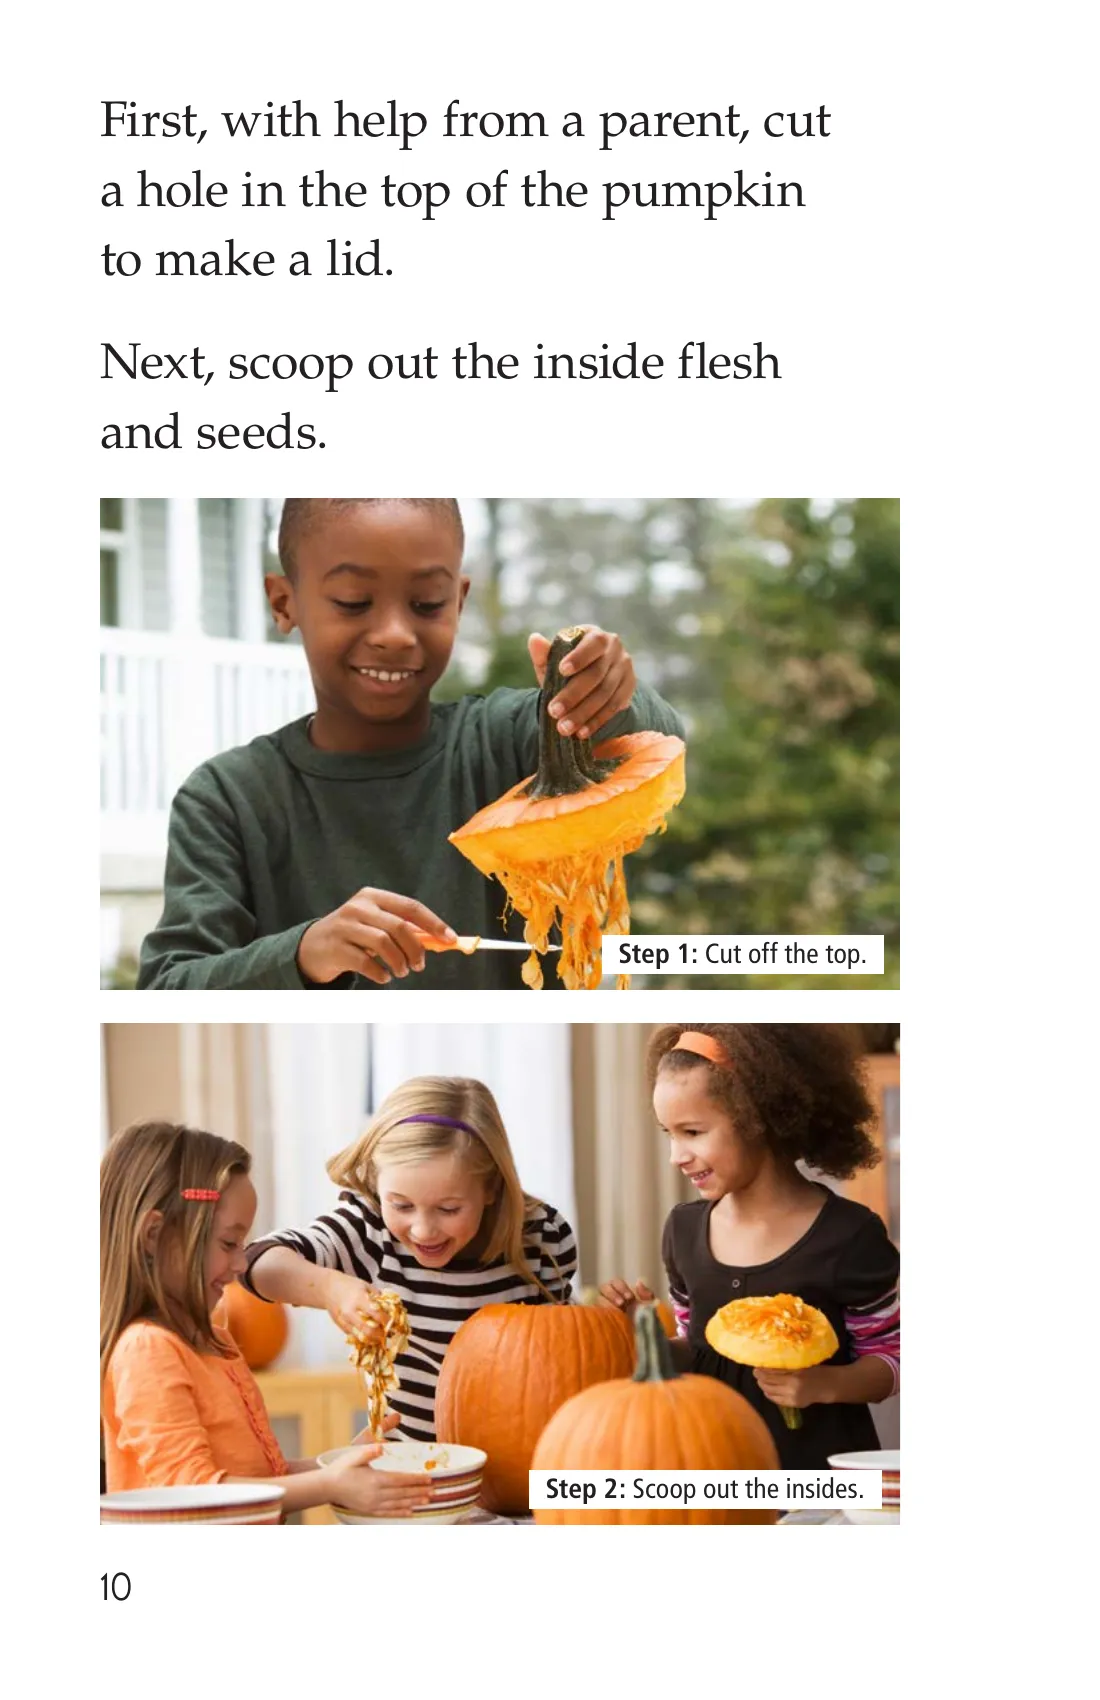 First, with help from a parent, cut
a hole in the top of the pumpkin
to make a lid.
Next, scoop out the inside flesh
and seeds.
Step 1: Cut off the top.
Step 2: Scoop out the insides.
10